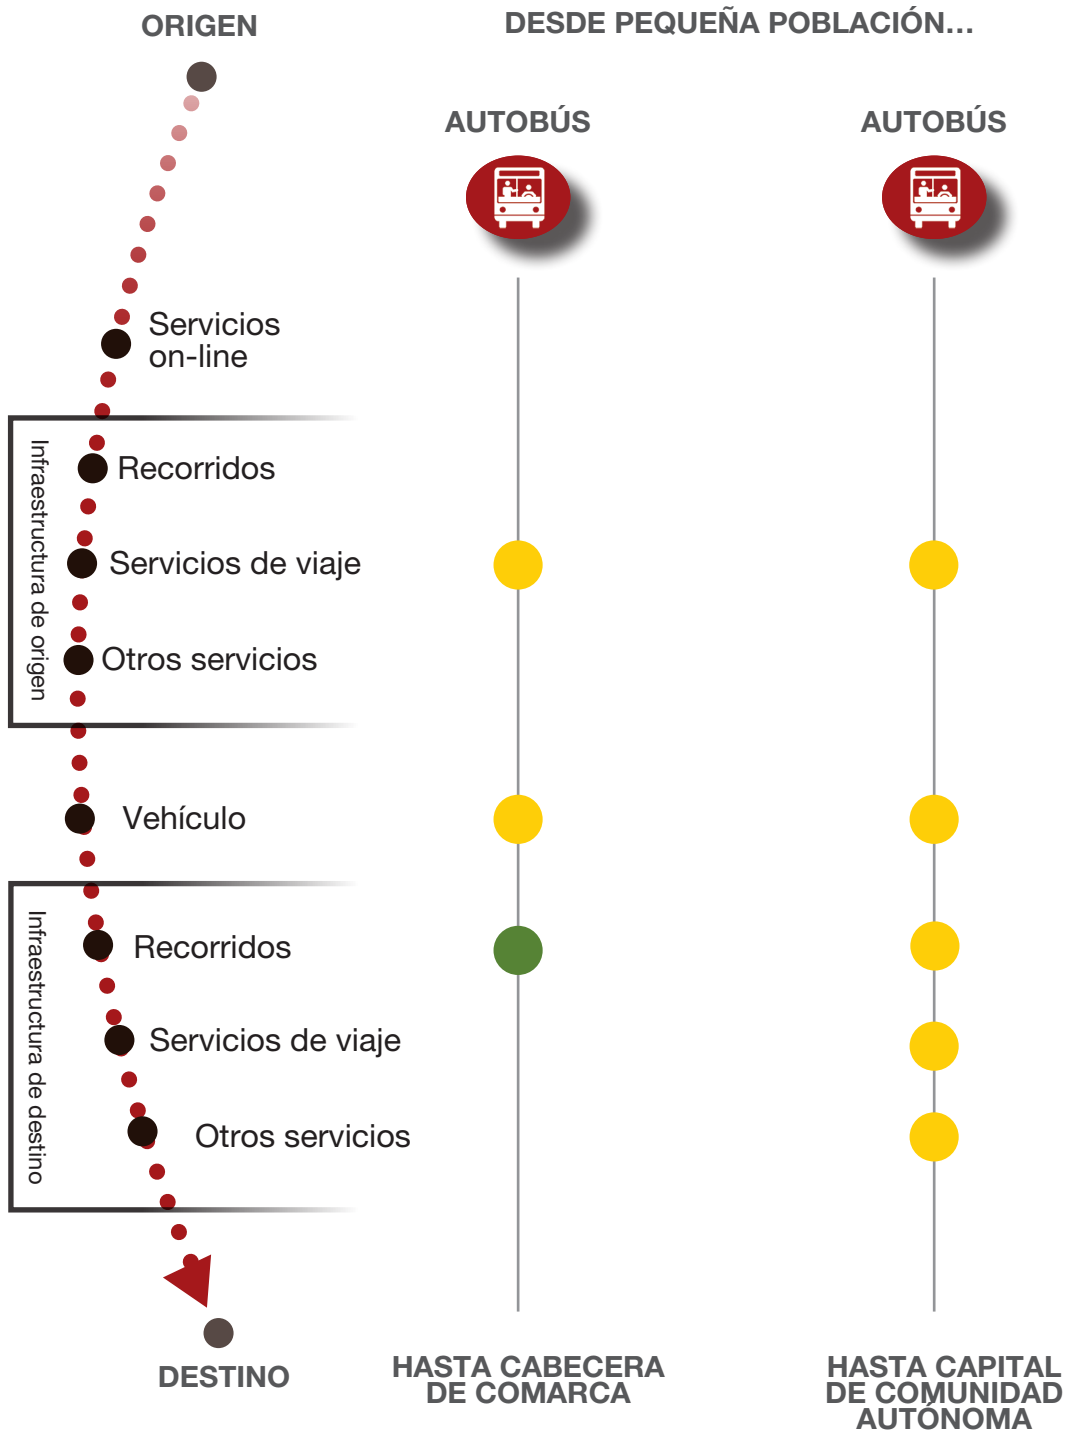 ORIGEN
DESDE PEQUEÑA POBLACIÓN...
AUTOBÚS
AUTOBÚS
Servicios
on-line
Infraestructura de origen
Recorridos
Servicios de viaje
Otros servicios
Vehículo
Infraestructura de destino
Recorridos
Servicios de viaje
Otros servicios
DESTINO
HASTA CABECERA
DE COMARCA
HASTA CAPITAL
DE COMUNIDAD
AUTÓNOMA